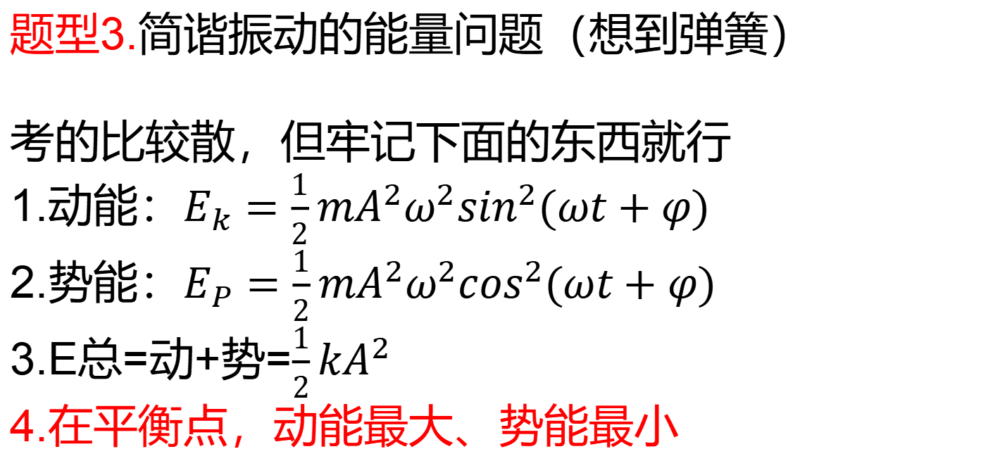 题型3.简谐振动的能量问题（想到弹簧）
考的比较散，但牢记下面的东西就行
1.动能：$E_k = \frac{1}{2}mA^2\omega^2 sin^2(\omega t + \varphi)$
2.势能：$E_P = \frac{1}{2}mA^2\omega^2 cos^2(\omega t + \varphi)$
3.E总=动+势=$\frac{1}{2}kA^2$
4.在平衡点，动能最大、势能最小